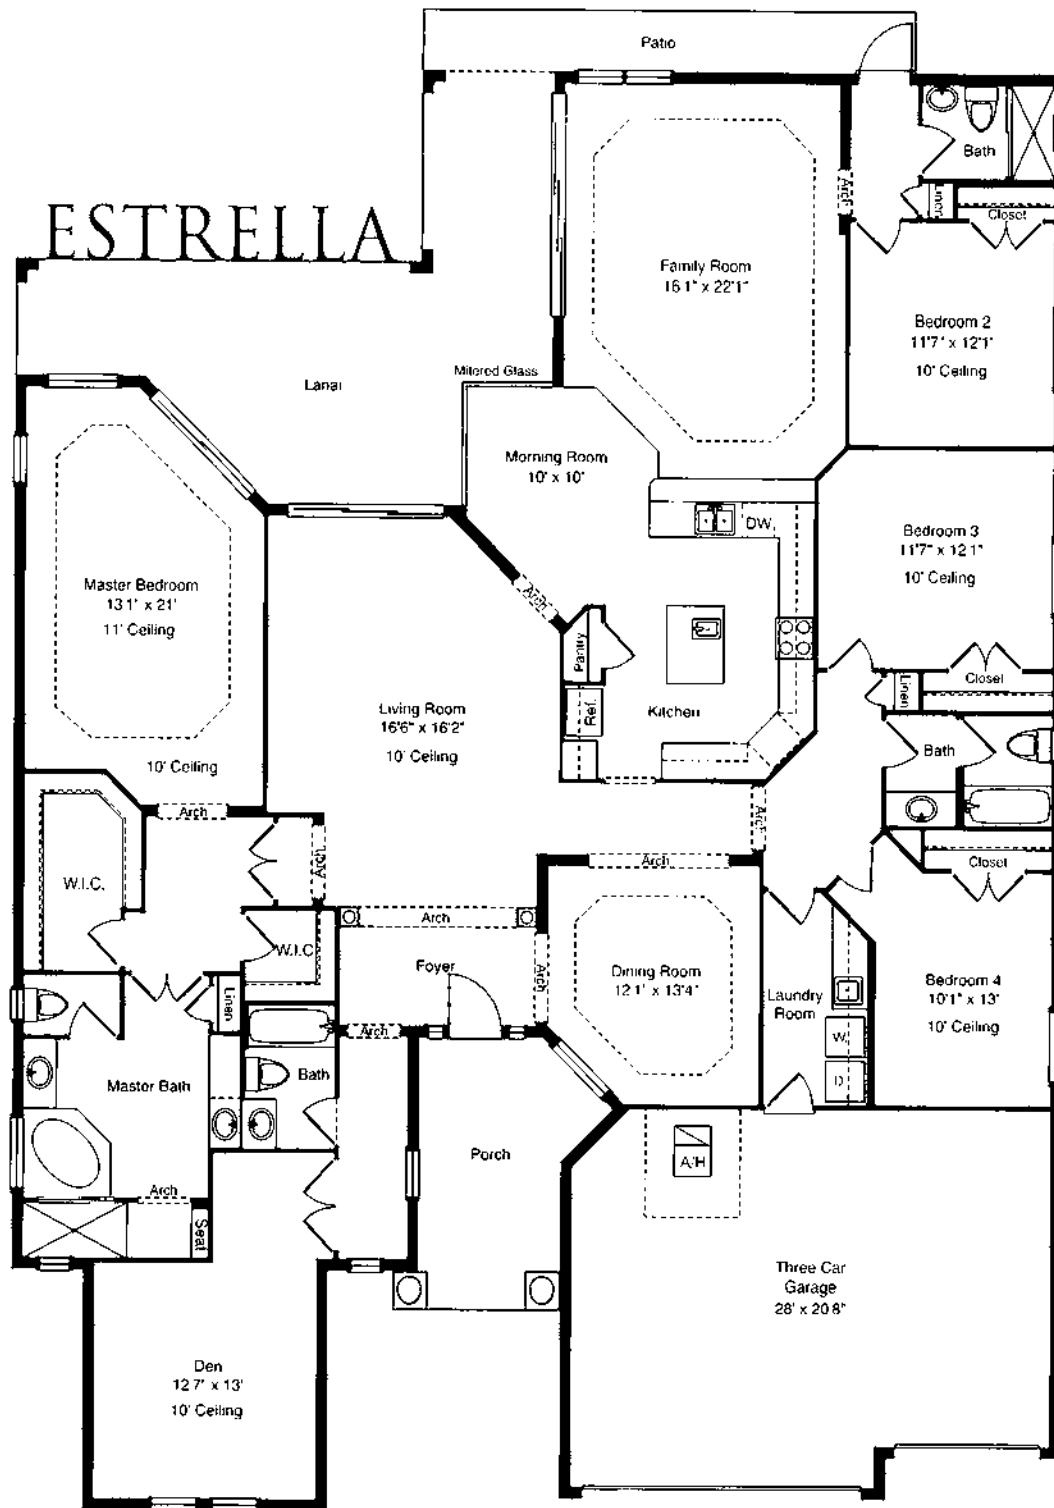 Patio
Bath
Arch
Linen
Closet
ESTRELLA
Family Room
16'1" x 22'1"
Bedroom 2
11'7" x 12'1"
10' Ceiling
Lanai
Mitered Glass
Morning Room
10' x 10'
DW.
Bedroom 3
11'7" x 12'1"
10' Ceiling
Master Bedroom
13'1" x 21'
11' Ceiling
Arch
Pantry
Closet
Linen
Living Room
16'6" x 16'2"
10' Ceiling
Ref.
Kitchen
Bath
10' Ceiling
Arch
Arch
Arch
Arch
Closet
W.I.C.
Arch
W.I.C
Foyer
Arch
Dining Room
12'1" x 13'4"
Laundry
Room
Bedroom 4
10'1" x 13'
10' Ceiling
Linen
Arch
W.
D
Master Bath
Bath
Porch
A/H
Arch
Seat
Three Car
Garage
28' x 20'8"
Den
12'7" x 13'
10' Ceiling